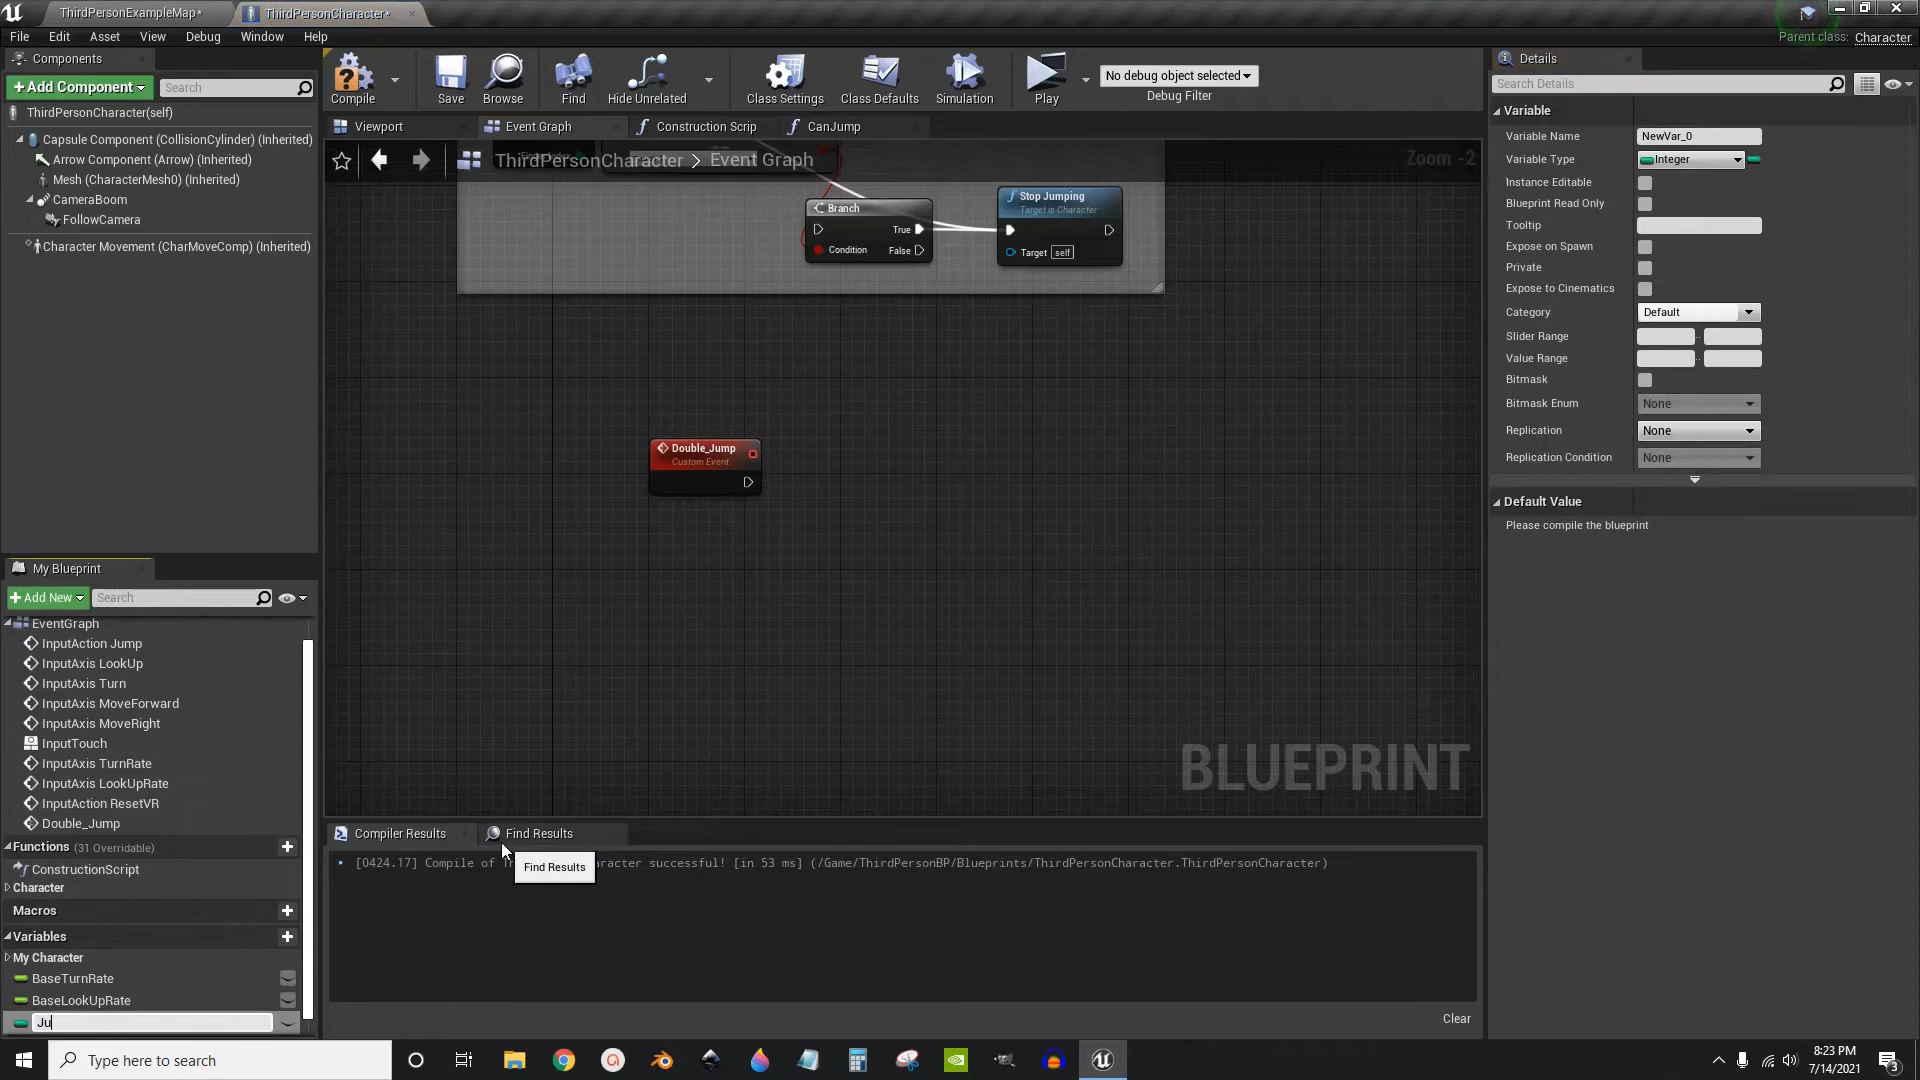 ThirdPersonExampleMap*
ThirdPersonCharacter*
File Edit Asset View Debug Window Help
Parent class: Character
Components
+Add Component
Search
ThirdPersonCharacter(self)
Capsule Component (CollisionCylinder) (Inherited)
Arrow Component (Arrow) (Inherited)
Mesh (CharacterMesh0) (Inherited)
CameraBoom
FollowCamera
Character Movement (CharMoveComp) (Inherited)
Compile
Save
Browse
Find
Hide Unrelated
Class Settings
Class Defaults
Simulation
Play
No debug object selected
Debug Filter
Viewport
Event Graph
Construction Scrip
CanJump
ThirdPersonCharacter > Event Graph
Zoom -2
Branch
True
Condition
False
Stop Jumping
Target is Character
Target self
Double_Jump
Custom Event
BLUEPRINT
My Blueprint
+Add New
Search
EventGraph
InputAction Jump
InputAxis LookUp
InputAxis Turn
InputAxis MoveForward
InputAxis MoveRight
InputTouch
InputAxis TurnRate
InputAxis LookUpRate
InputAction ResetVR
Double_Jump
Functions (31 Overridable)
ConstructionScript
Character
Macros
Variables
My Character
BaseTurnRate
BaseLookUpRate
Ju
Compiler Results
Find Results
[0424.17] Compile of aracter successful! [in 53 ms] (/Game/ThirdPersonBP/Blueprints/ThirdPersonCharacter.ThirdPersonCharacter)
Find Results
Clear
Details
Search Details
Variable
Variable Name NewVar_0
Variable Type Integer
Instance Editable
Blueprint Read Only
Tooltip
Expose on Spawn
Private
Expose to Cinematics
Category Default
Slider Range
Value Range
Bitmask
Bitmask Enum None
Replication None
Replication Condition None
Default Value
Please compile the blueprint
Type here to search
8:23 PM
7/14/2021
3